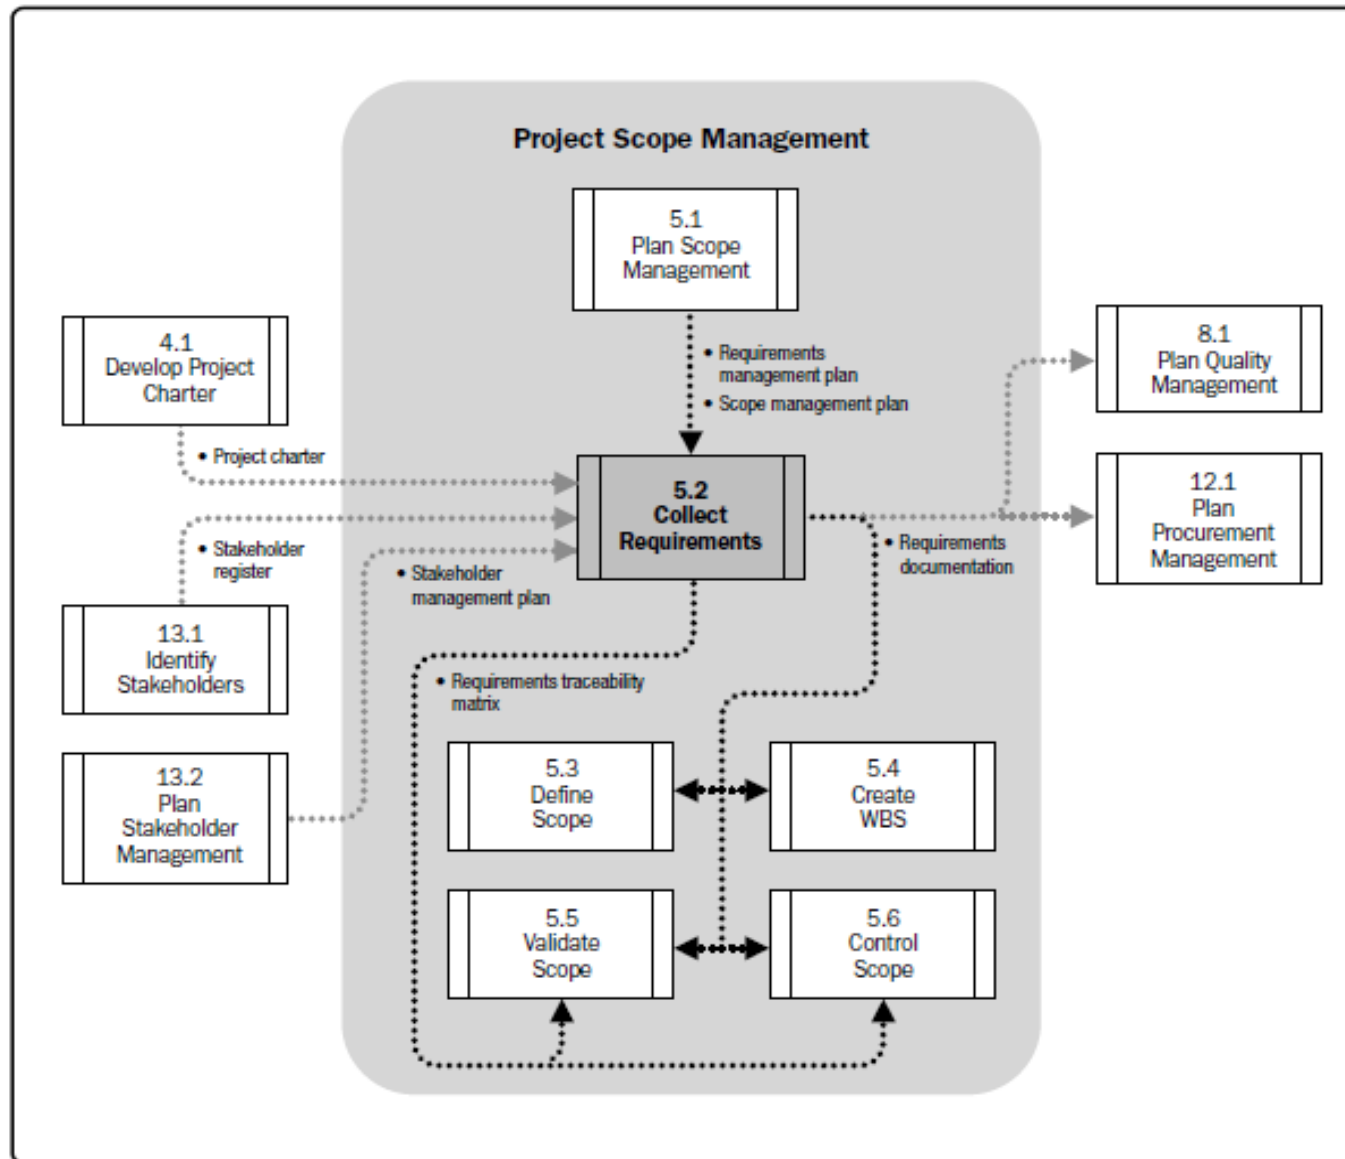 Project Scope Management
5.1
Plan Scope
Management
4.1
Develop Project
Charter
• Requirements
management plan
• Scope management plan
8.1
Plan Quality
Management
• Project charter
5.2
Collect
Requirements
12.1
Plan
Procurement
Management
• Stakeholder
register
• Stakeholder
management plan
• Requirements
documentation
13.1
Identify
Stakeholders
• Requirements traceability
matrix
13.2
Plan
Stakeholder
Management
5.3
Define
Scope
5.4
Create
WBS
5.5
Validate
Scope
5.6
Control
Scope